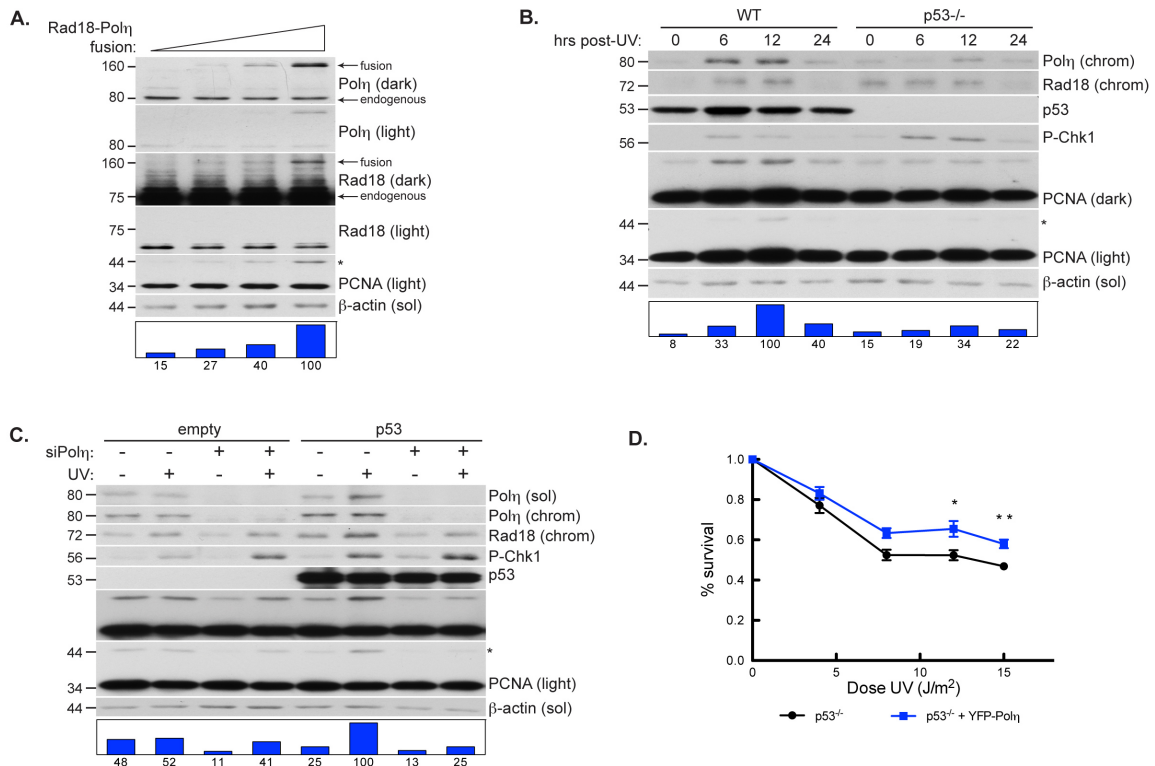 A.
Rad18-Polη
fusion:
160
fusion
Polη (dark)
80
endogenous
Polη (light)
80
160
fusion
Rad18 (dark)
75
endogenous
75
Rad18 (light)
44
*
34
PCNA (light)
44
β-actin (sol)
15 27 40 100
B.
WT p53-/-
hrs post-UV: 0 6 12 24 0 6 12 24
80 Polη (chrom)
72 Rad18 (chrom)
53 p53
56 P-Chk1
PCNA (dark)
44 *
34 PCNA (light)
44 β-actin (sol)
8 33 100 40 15 19 34 22
C.
empty p53
siPolη: - - + + - - + +
UV: - + - + - + - +
80 Polη (sol)
80 Polη (chrom)
72 Rad18 (chrom)
56 P-Chk1
53 p53
44 *
34 PCNA (light)
44 β-actin (sol)
48 52 11 41 25 100 13 25
D.
1.0
0.8
0.6
0.4
0.2
0.0
% survival
* * *
0 5 10 15
Dose UV (J/m²)
p53-/- p53-/- + YFP-Polη